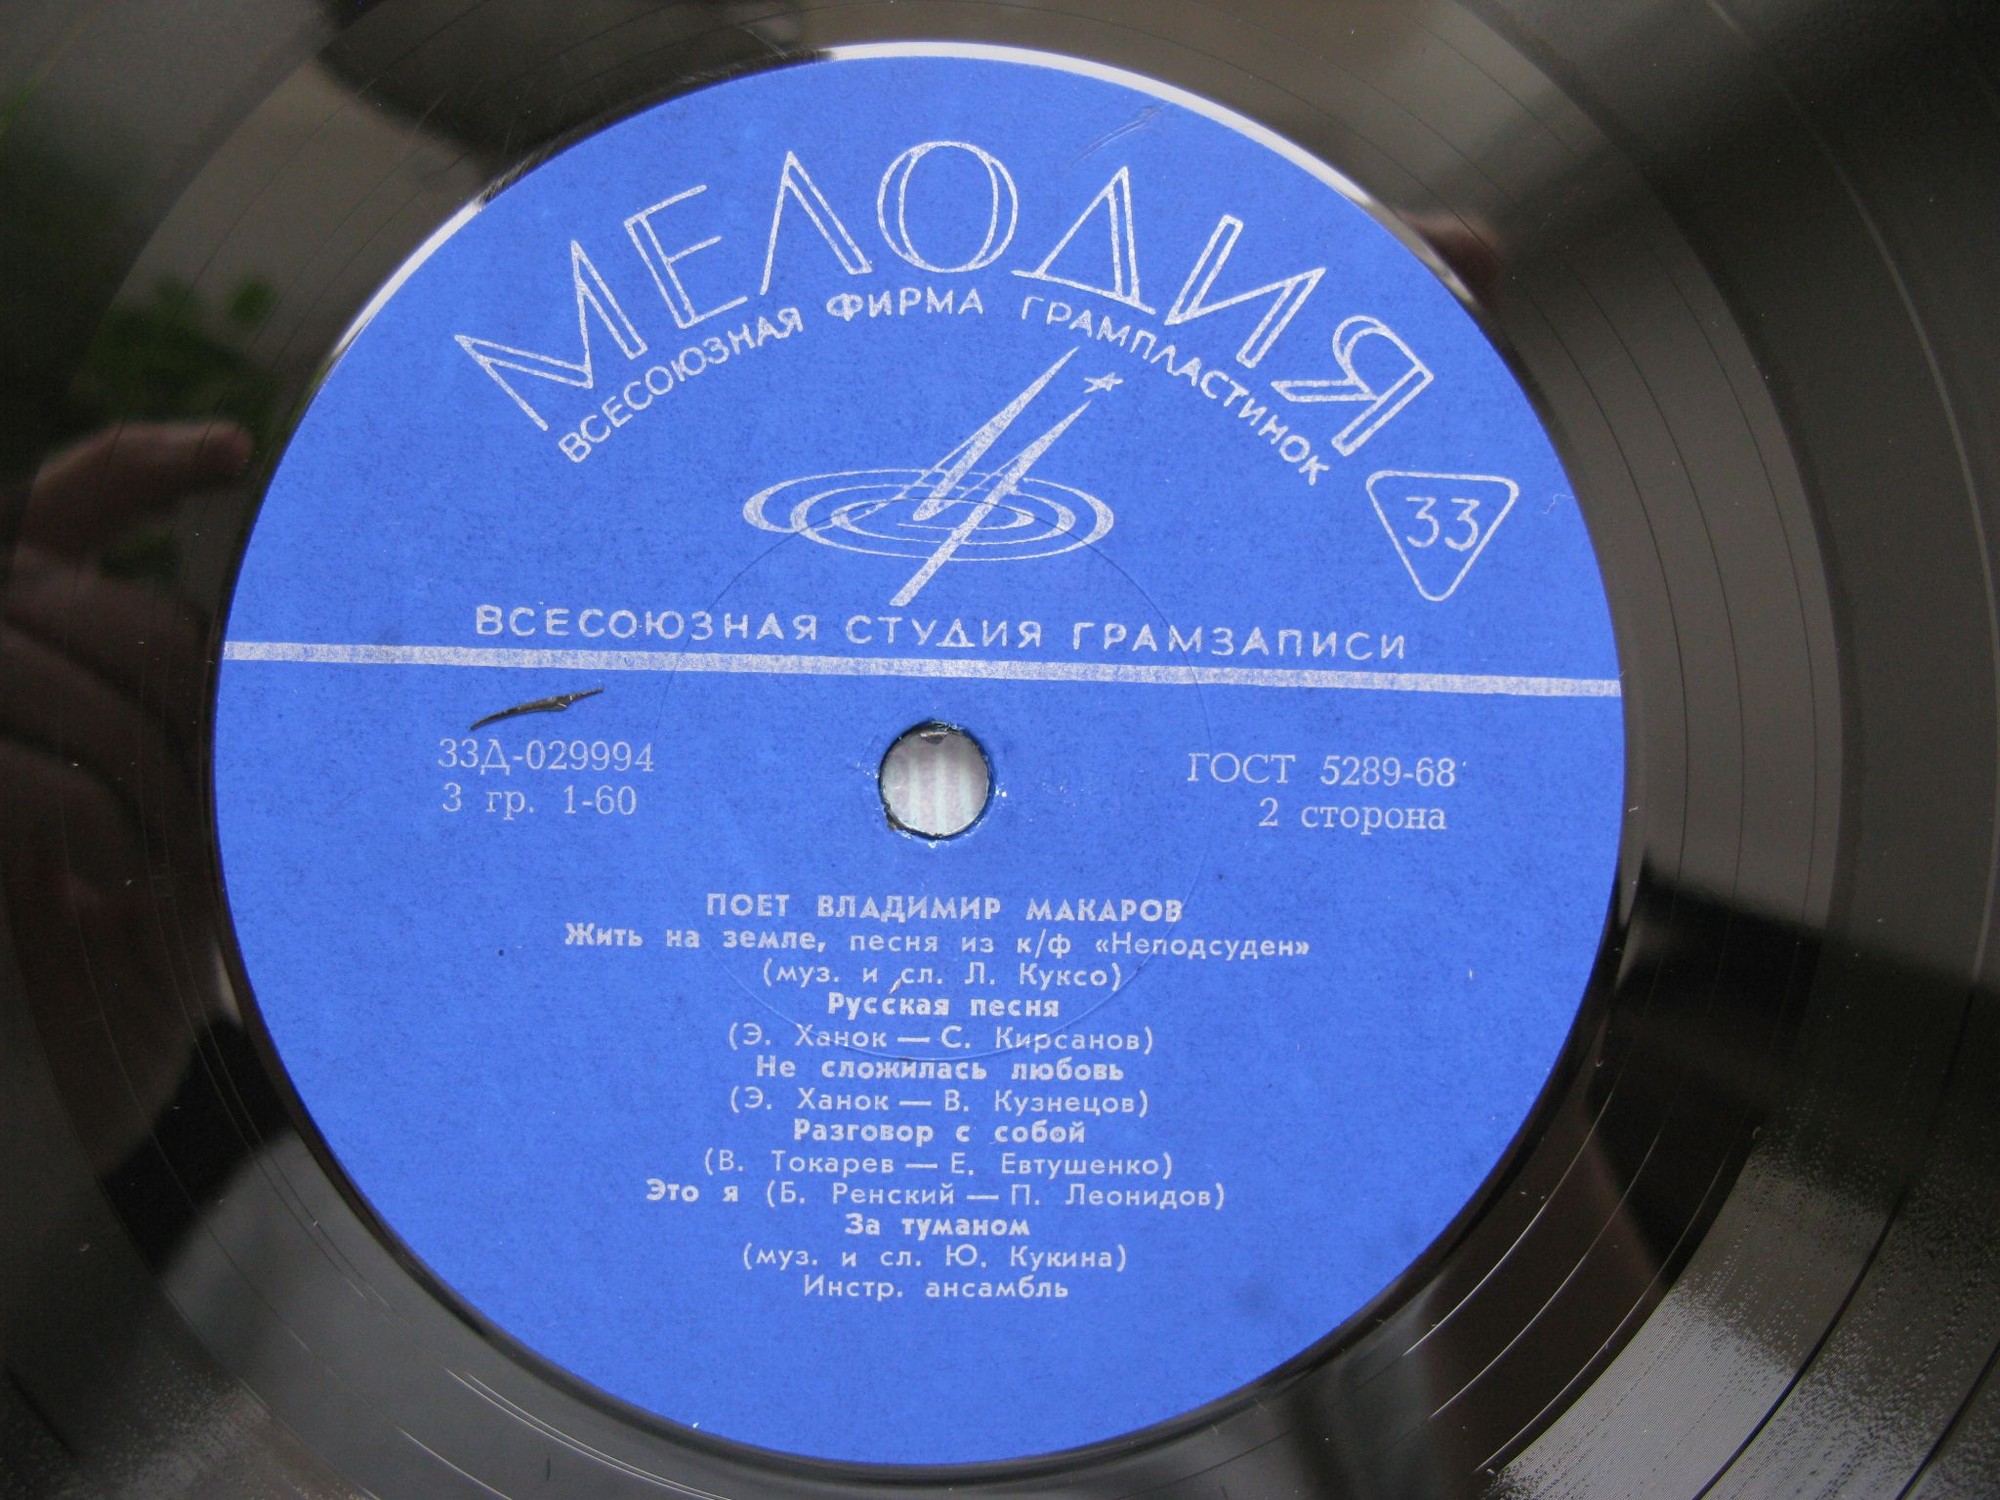 МЕЛОДИЯ
ВСЕСОЮЗНАЯ ФИРМА ГРАМПЛАСТИНОК
33
ВСЕСОЮЗНАЯ СТУДИЯ ГРАМЗАПИСИ
33Д-029994
3 гр. 1-60
ГОСТ 5289-68
2 сторона
ПОЕТ ВЛАДИМИР МАКАРОВ
Жить на земле, песня из к/ф «Неподсуден»
(муз. и сл. Л. Куксо)
Русская песня
(Э. Ханок — С. Кирсанов)
Не сложилась любовь
(Э. Ханок — В. Кузнецов)
Разговор с собой
(В. Токарев — Е. Евтушенко)
Это я (Б. Ренский — П. Леонидов)
За туманом
(муз. и сл. Ю. Кукина)
Инстр. ансамбль